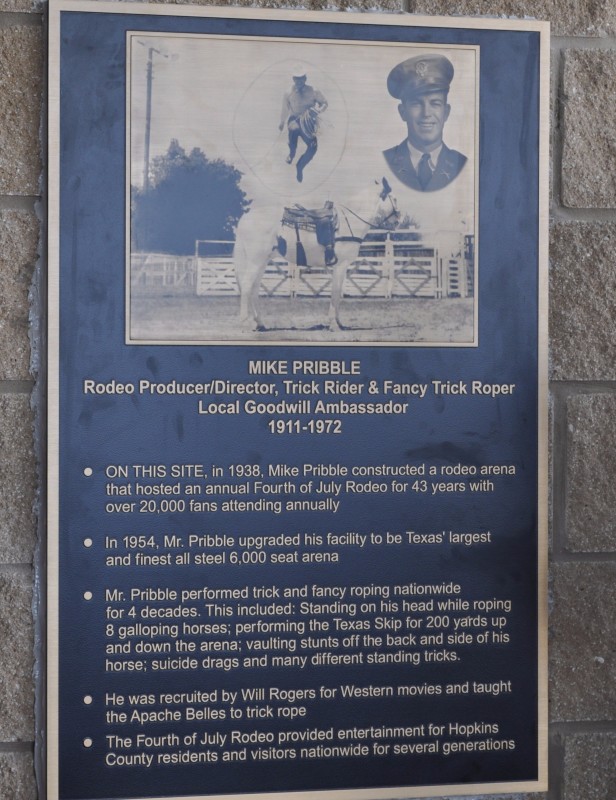 MIKE PRIBBLE
Rodeo Producer/Director, Trick Rider & Fancy Trick Roper
Local Goodwill Ambassador
1911-1972
● ON THIS SITE, in 1938, Mike Pribble constructed a rodeo arena
that hosted an annual Fourth of July Rodeo for 43 years with
over 20,000 fans attending annually
● In 1954, Mr. Pribble upgraded his facility to be Texas' largest
and finest all steel 6,000 seat arena
● Mr. Pribble performed trick and fancy roping nationwide
for 4 decades. This included: Standing on his head while roping
8 galloping horses; performing the Texas Skip for 200 yards up
and down the arena; vaulting stunts off the back and side of his
horse; suicide drags and many different standing tricks.
● He was recruited by Will Rogers for Western movies and taught
the Apache Belles to trick rope
● The Fourth of July Rodeo provided entertainment for Hopkins
County residents and visitors nationwide for several generations